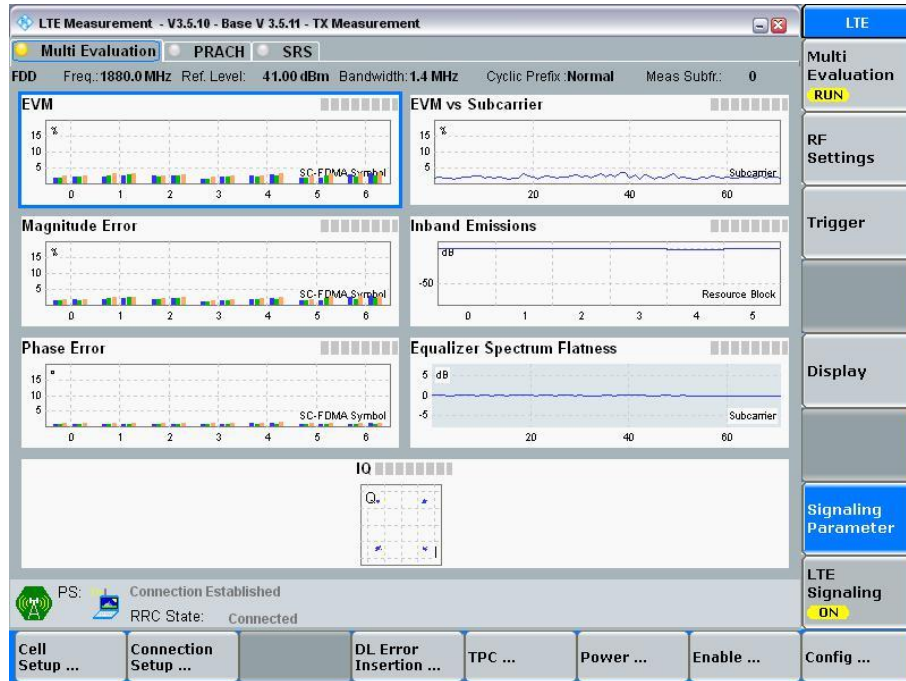 LTE Measurement - V3.5.10 - Base V 3.5.11 - TX Measurement
LTE
Multi Evaluation PRACH SRS
FDD Freq.: 1880.0 MHz Ref. Level: 41.00 dBm Bandwidth: 1.4 MHz Cyclic Prefix : Normal Meas Subfr.: 0
Multi
Evaluation
RUN
EVM
%
15
10
5
SC-FDMA Symbol
0 1 2 3 4 5 6
EVM vs Subcarrier
%
15
10
5
Subcarrier
20 40 60
RF
Settings
Magnitude Error
%
15
10
5
SC-FDMA Symbol
0 1 2 3 4 5 6
Inband Emissions
dB
-50
Resource Block
0 1 2 3 4 5
Trigger
Phase Error
°
15
10
5
SC-FDMA Symbol
0 1 2 3 4 5 6
Equalizer Spectrum Flatness
5 dB
0
-5
Subcarrier
20 40 60
Display
IQ
Q
I
Signaling
Parameter
PS: Connection Established
RRC State: Connected
LTE
Signaling
ON
Cell
Setup ...
Connection
Setup ...
DL Error
Insertion ...
TPC ...
Power ...
Enable ...
Config ...